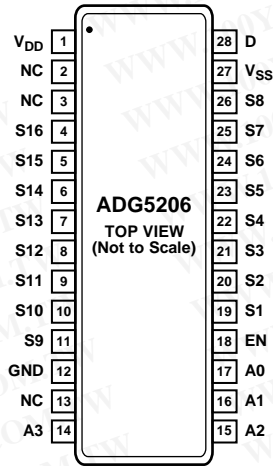 VDD 1 28 D
NC 2 27 VSS
NC 3 26 S8
S16 4 25 S7
S15 5 24 S6
S14 6 23 S5
S13 7 22 S4
S12 8 21 S3
S11 9 20 S2
S10 10 19 S1
S9 11 18 EN
GND 12 17 A0
NC 13 16 A1
A3 14 15 A2
ADG5206
TOP VIEW
(Not to Scale)